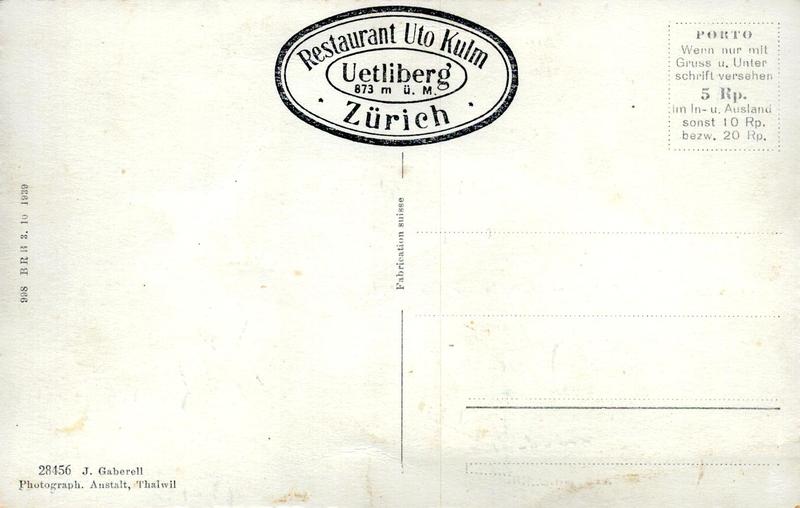 Restaurant Uto Kulm
Uetliberg
873 m ü. M.
· Zürich ·
PORTO
Wenn nur mit
Gruss u. Unter
schrift versehen
5 Rp.
im In- u. Ausland
sonst 10 Rp.
bezw. 20 Rp.
998 BRB 3. 10 1939
Fabrication suisse
28456 J. Gaberell
Photograph. Anstalt, Thalwil